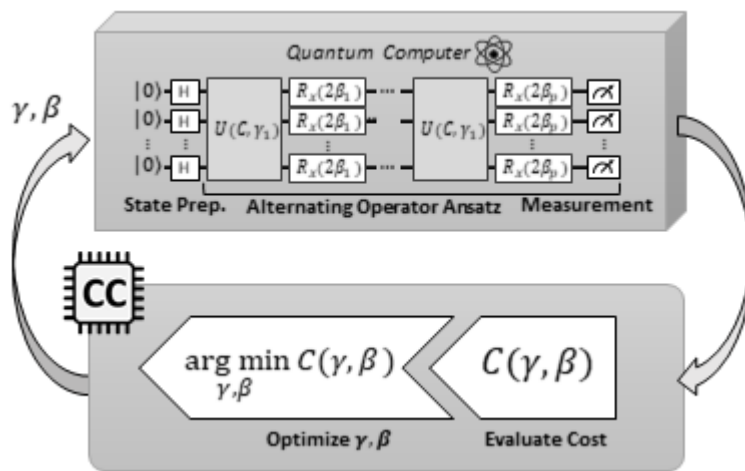 Quantum Computer
γ, β
|0⟩ H U(C,γ₁) Rₓ(2β₁) ··· U(C,γ₁) Rₓ(2βₚ)
|0⟩ H Rₓ(2β₁) ·· Rₓ(2βₚ)
⋮ ⋮ ⋮ ⋮ ⋮
|0⟩ H Rₓ(2β₁) ··· Rₓ(2βₚ)
State Prep. Alternating Operator Ansatz Measurement
CC
arg min C(γ,β) C(γ,β)
γ,β
Optimize γ, β Evaluate Cost